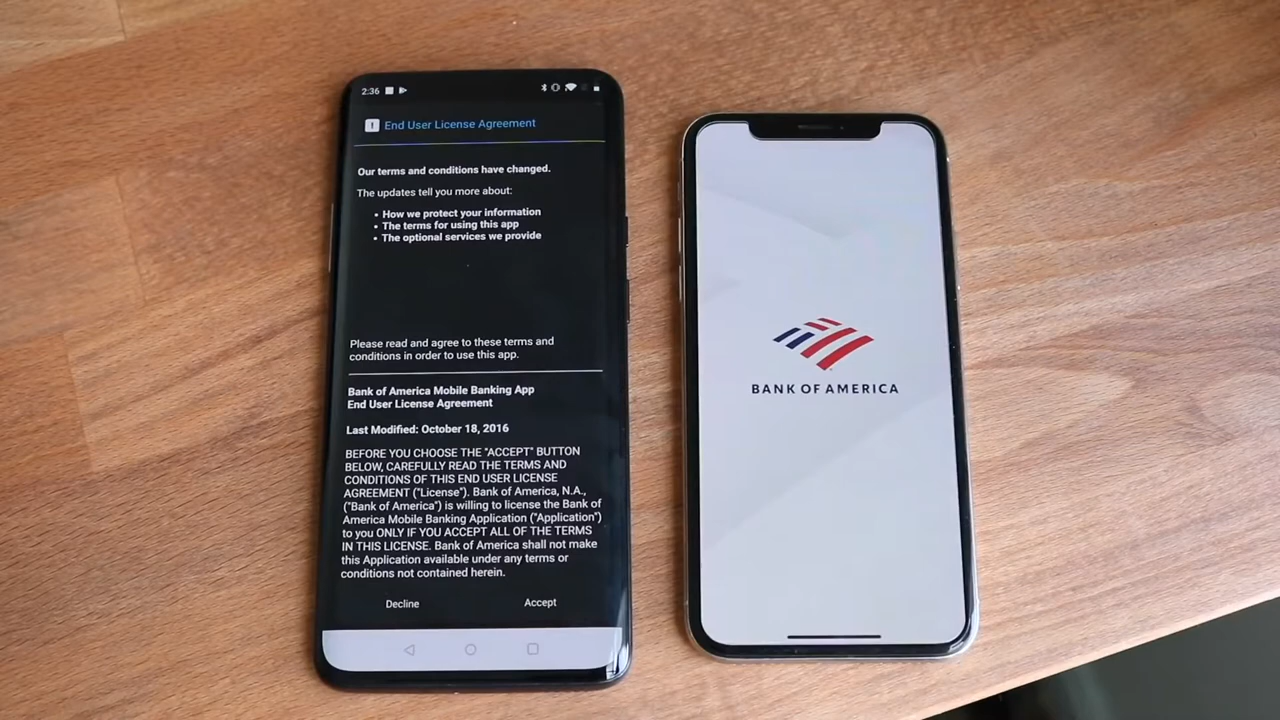 2:36
! End User License Agreement
Our terms and conditions have changed.
The updates tell you more about:
• How we protect your information
• The terms for using this app
• The optional services we provide
Please read and agree to these terms and
conditions in order to use this app.
Bank of America Mobile Banking App
End User License Agreement
Last Modified: October 18, 2016
BEFORE YOU CHOOSE THE "ACCEPT" BUTTON
BELOW, CAREFULLY READ THE TERMS AND
CONDITIONS OF THIS END USER LICENSE
AGREEMENT ("License"). Bank of America, N.A.,
("Bank of America") is willing to license the Bank of
America Mobile Banking Application ("Application")
to you ONLY IF YOU ACCEPT ALL OF THE TERMS
IN THIS LICENSE. Bank of America shall not make
this Application available under any terms or
conditions not contained herein.
Decline Accept
BANK OF AMERICA